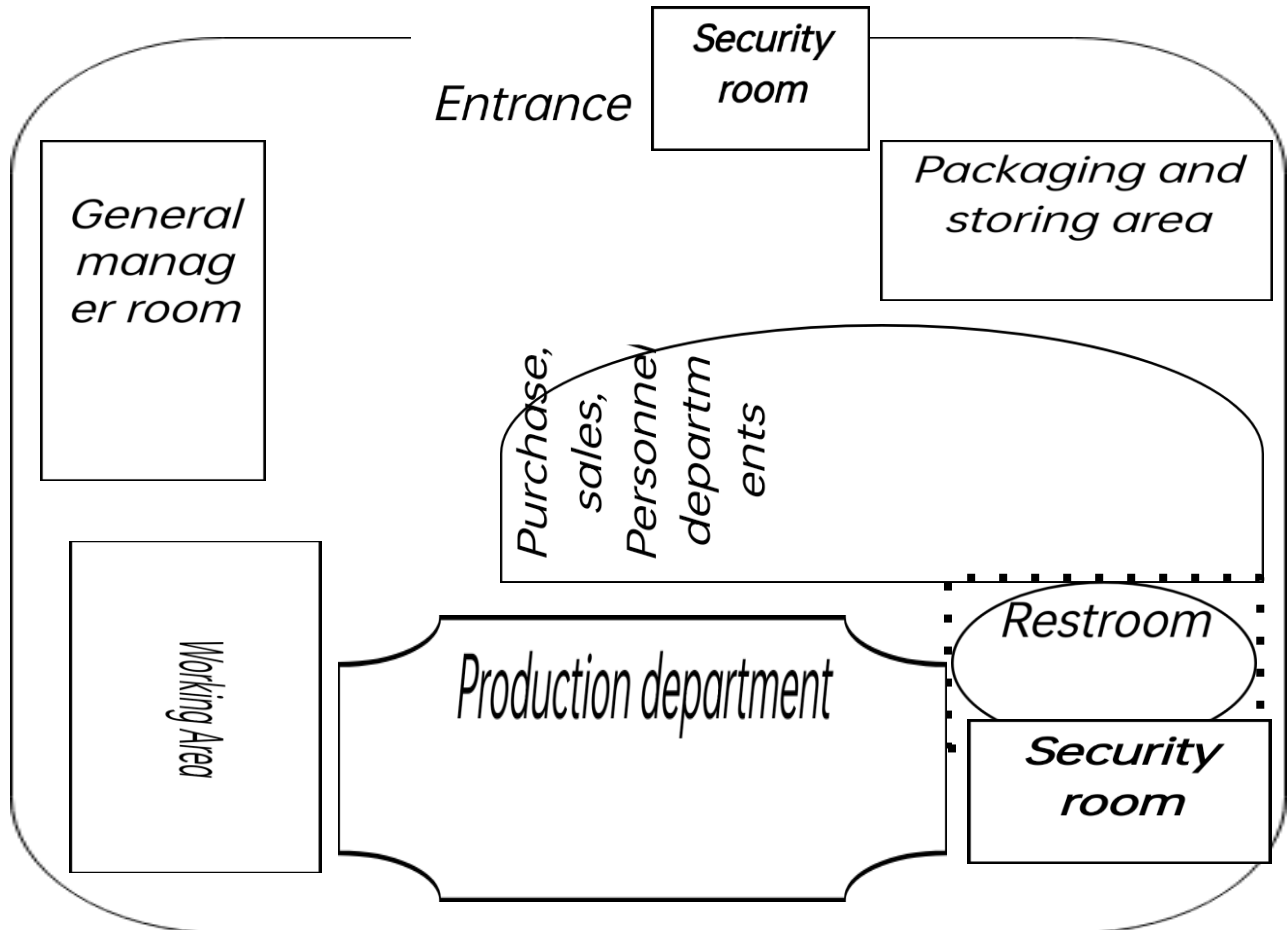 Security
room
Entrance
Packaging and
storing area
General
manag
er room
Purchase,
sales,
Personnel
departm
ents
Restroom
Production department
Working Area
Security
room